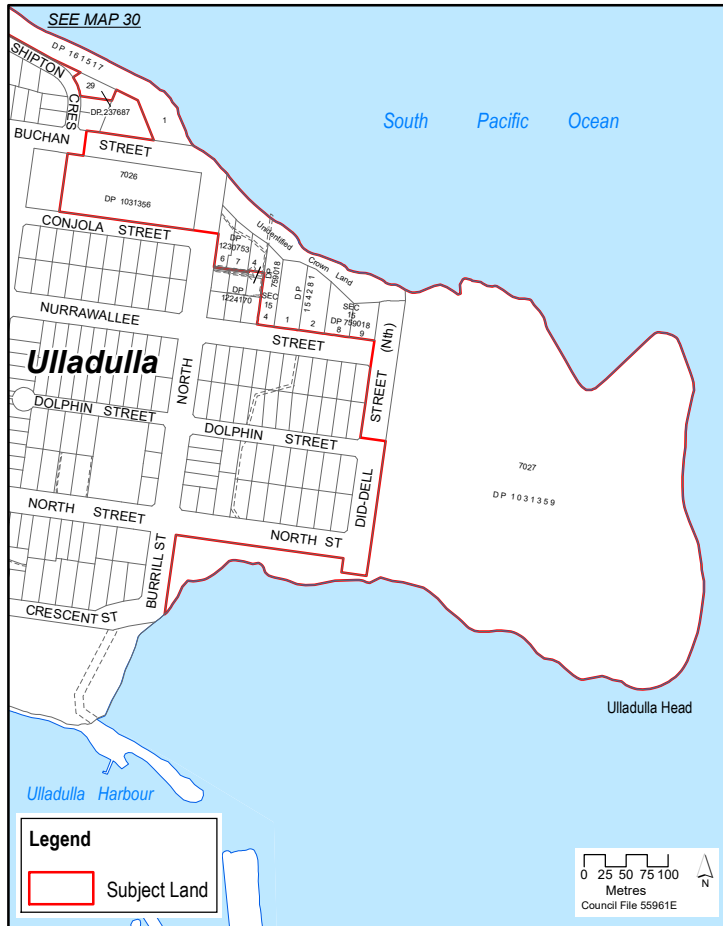 SEE MAP 30
DP 161517
SHIPTON
CRES
29
DP 237687
1
BUCHAN STREET
South Pacific Ocean
7026
DP 1031356
CONJOLA STREET
Unidentified Crown Land
DP
1230753
6 7 4
DP
1224170
DP 759018
SEC
15
4
1
DP 154281
2
SEC
15
DP 759018
8 9
NURRAWALLEE STREET
DID-DELL STREET (Nth)
Ulladulla
DOLPHIN STREET
DOLPHIN STREET
7027
DP 1031359
NORTH STREET
NORTH ST
BURRILL ST NORTH
CRESCENT ST
Ulladulla Head
Ulladulla Harbour
Legend
Subject Land
0 25 50 75 100
Metres
Council File 55961E
N